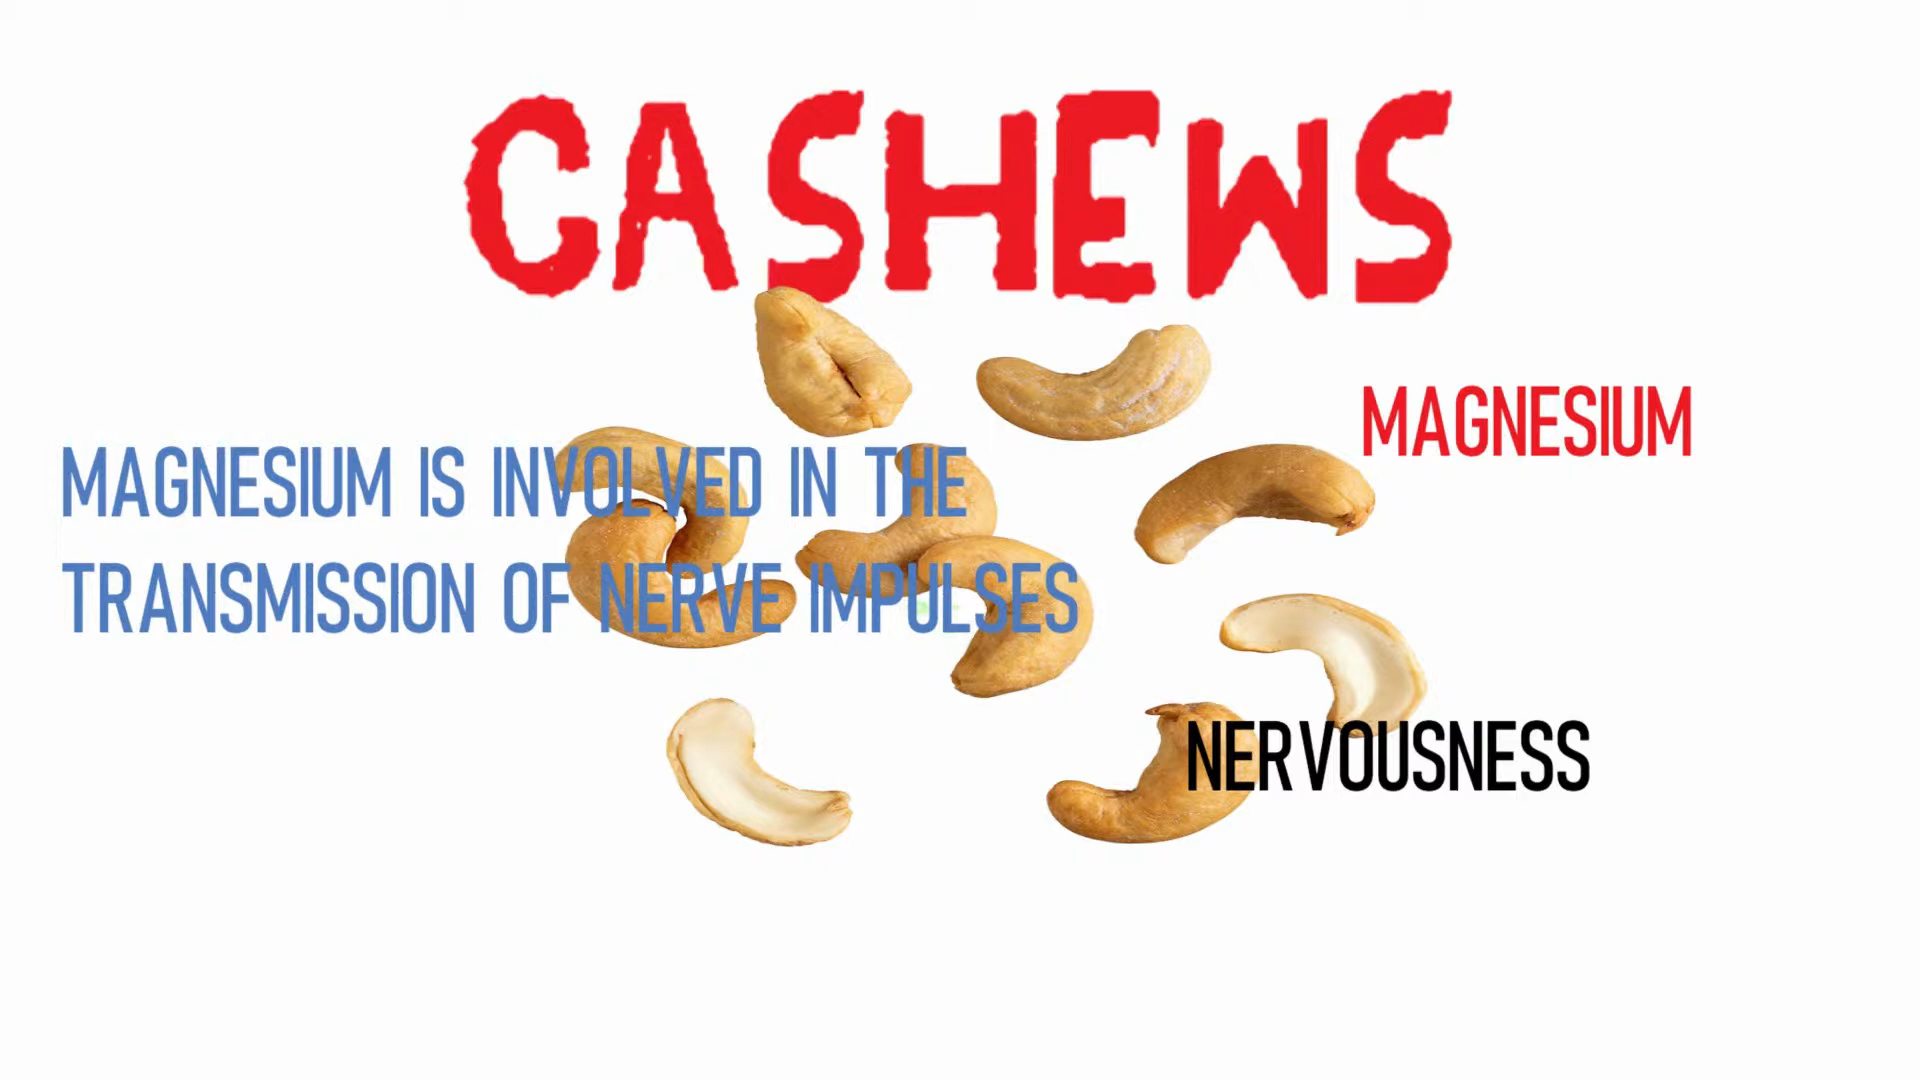 CASHEWS
MAGNESIUM
MAGNESIUM IS INVOLVED IN THE
TRANSMISSION OF NERVE IMPULSES
NERVOUSNESS